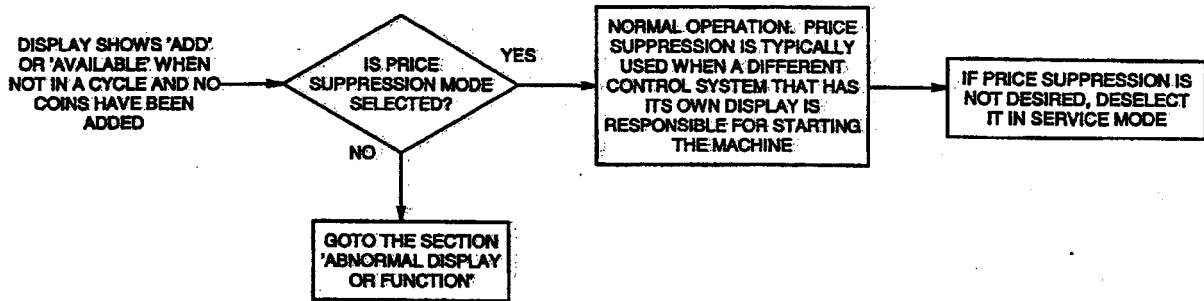 DISPLAY SHOWS 'ADD'
OR 'AVAILABLE' WHEN
NOT IN A CYCLE AND NO
COINS HAVE BEEN
ADDED
IS PRICE
SUPPRESSION MODE
SELECTED?
YES
NORMAL OPERATION: PRICE
SUPPRESSION IS TYPICALLY
USED WHEN A DIFFERENT
CONTROL SYSTEM THAT HAS
ITS OWN DISPLAY IS
RESPONSIBLE FOR STARTING
THE MACHINE
IF PRICE SUPPRESSION IS
NOT DESIRED, DESELECT
IT IN SERVICE MODE
NO
GOTO THE SECTION
'ABNORMAL DISPLAY
OR FUNCTION"